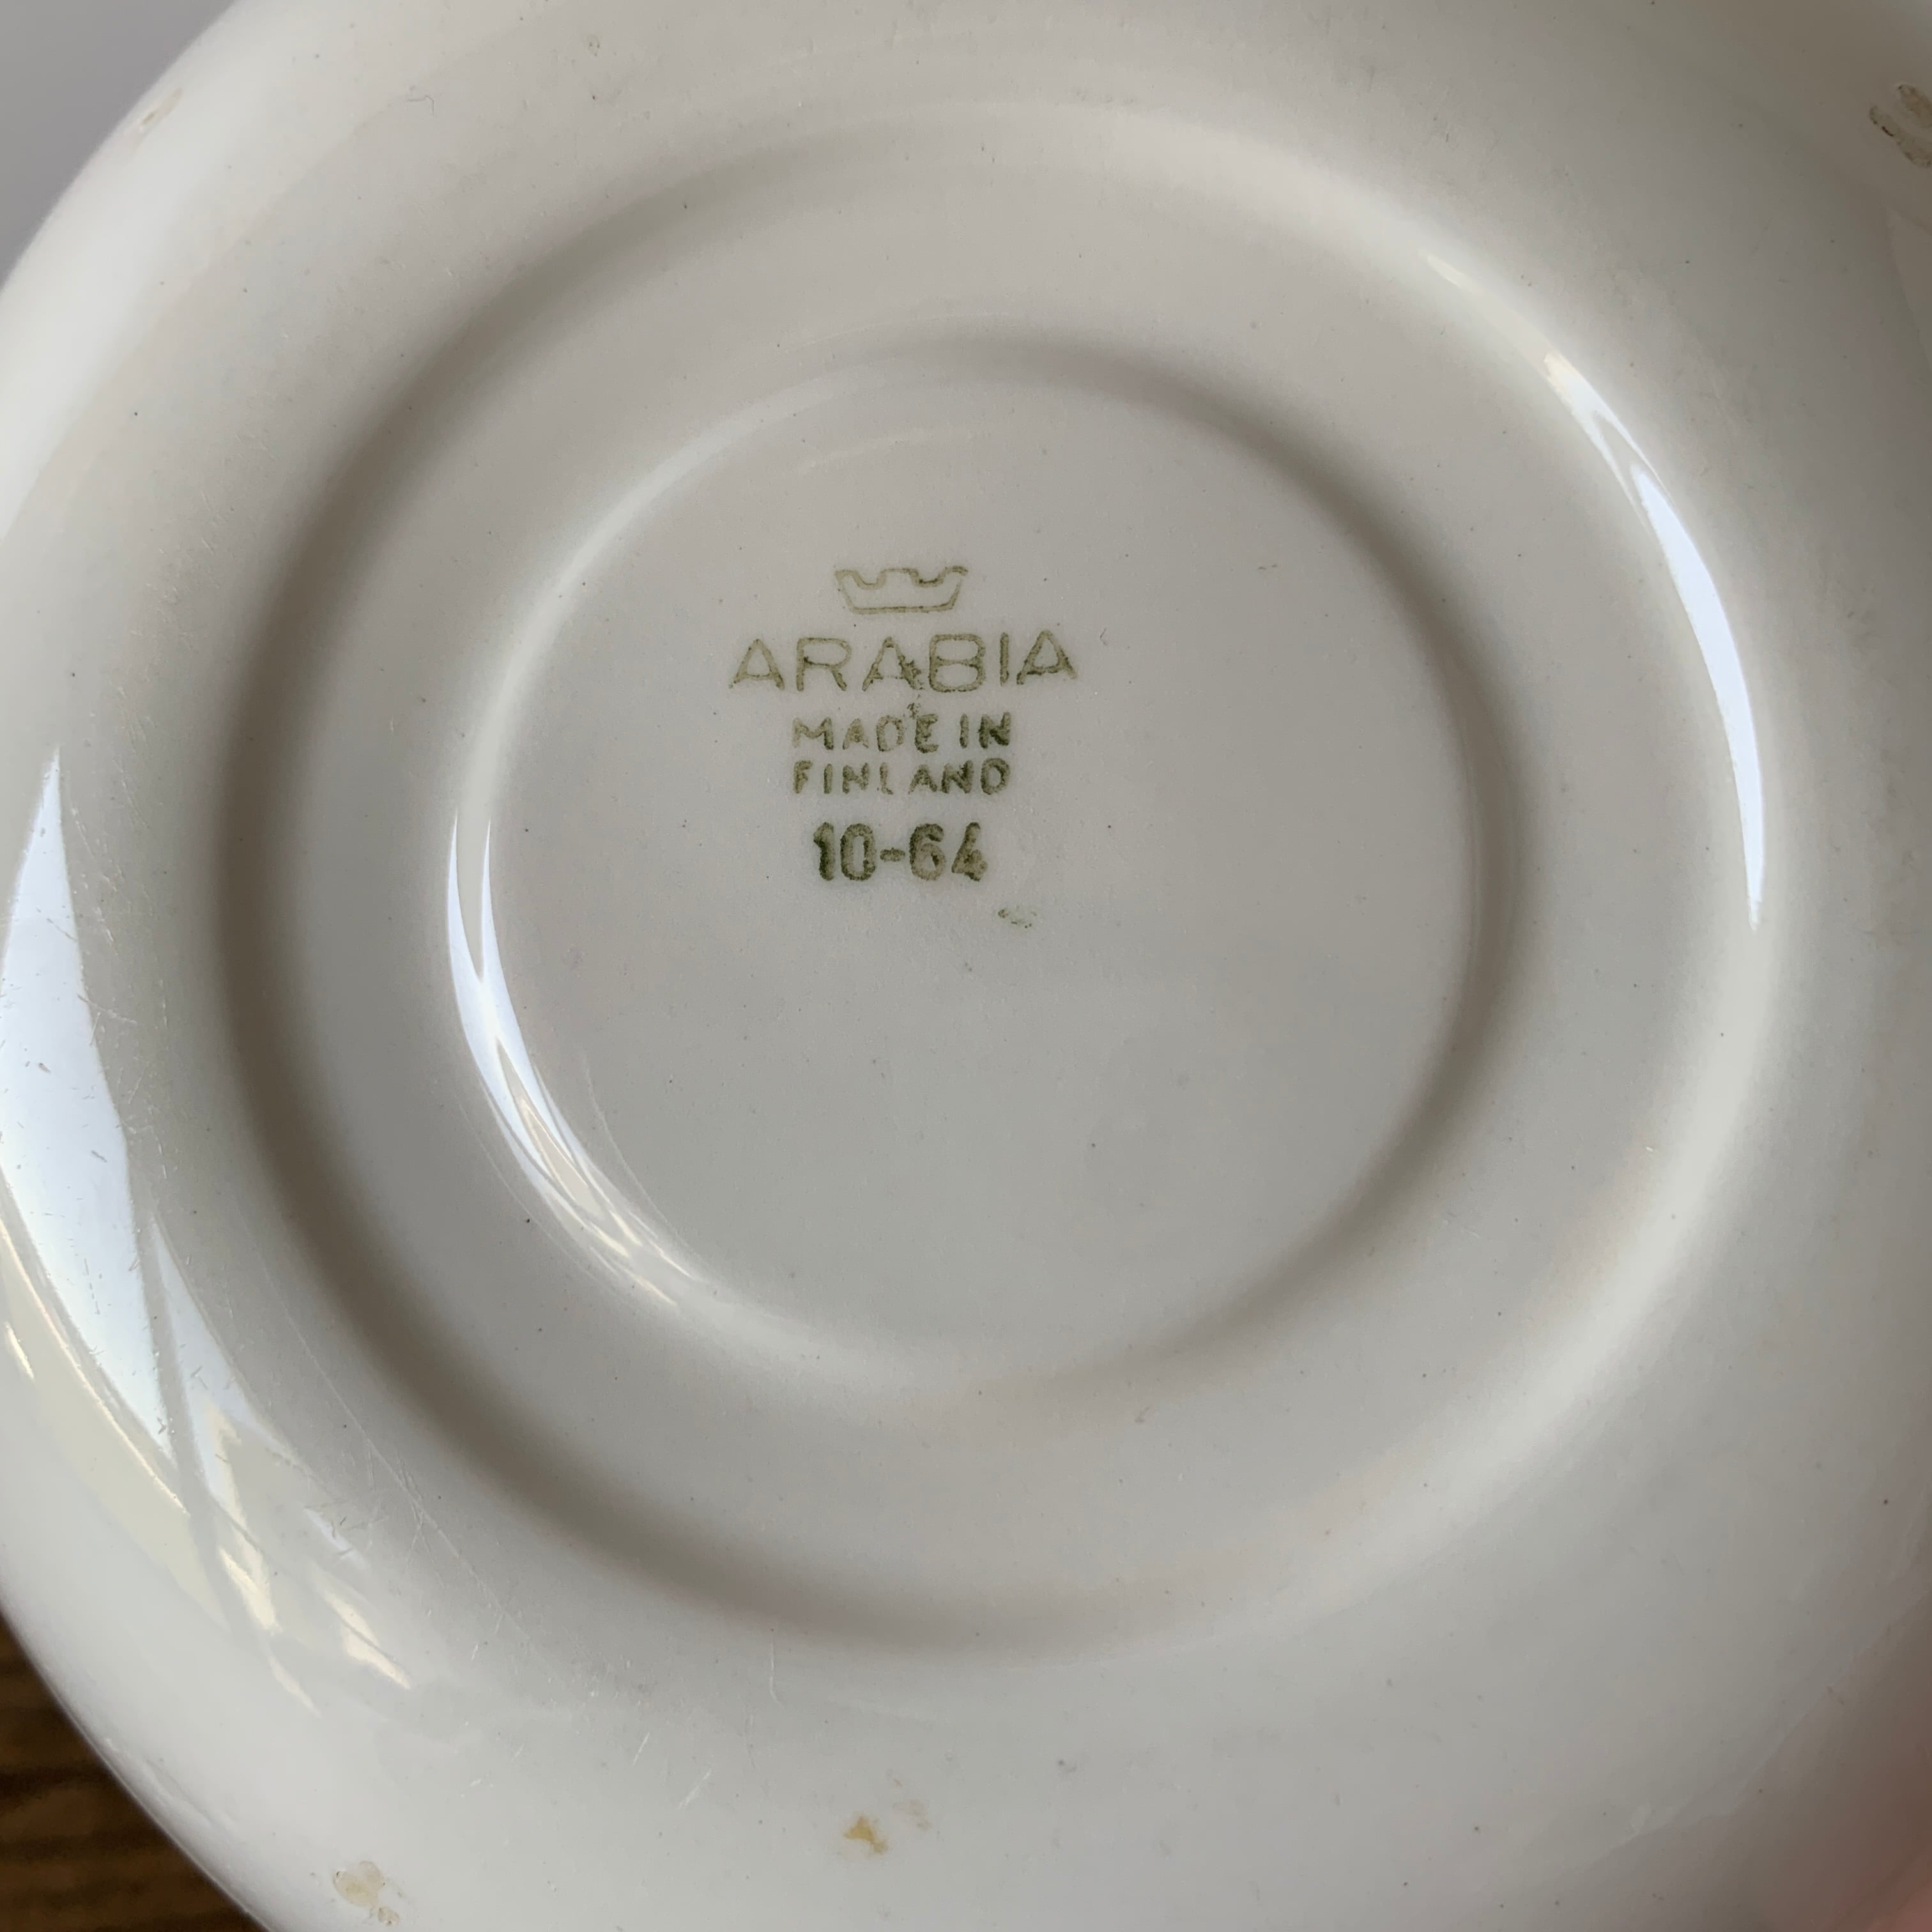 ARABIA
MADE IN
FINLAND
10-64